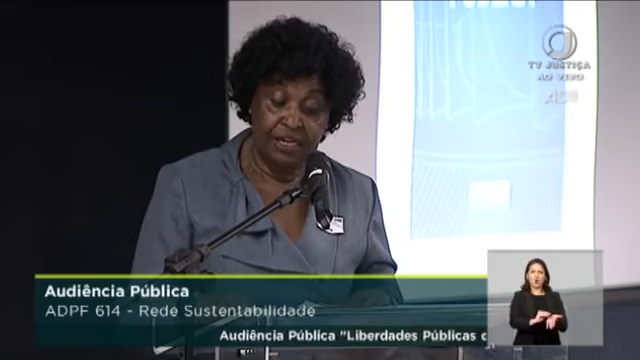 TV JUSTIÇA
AO VIVO
Audiência Pública
ADPF 614 - Rede Sustentabilidade
Audiência Pública "Liberdades Públicas d